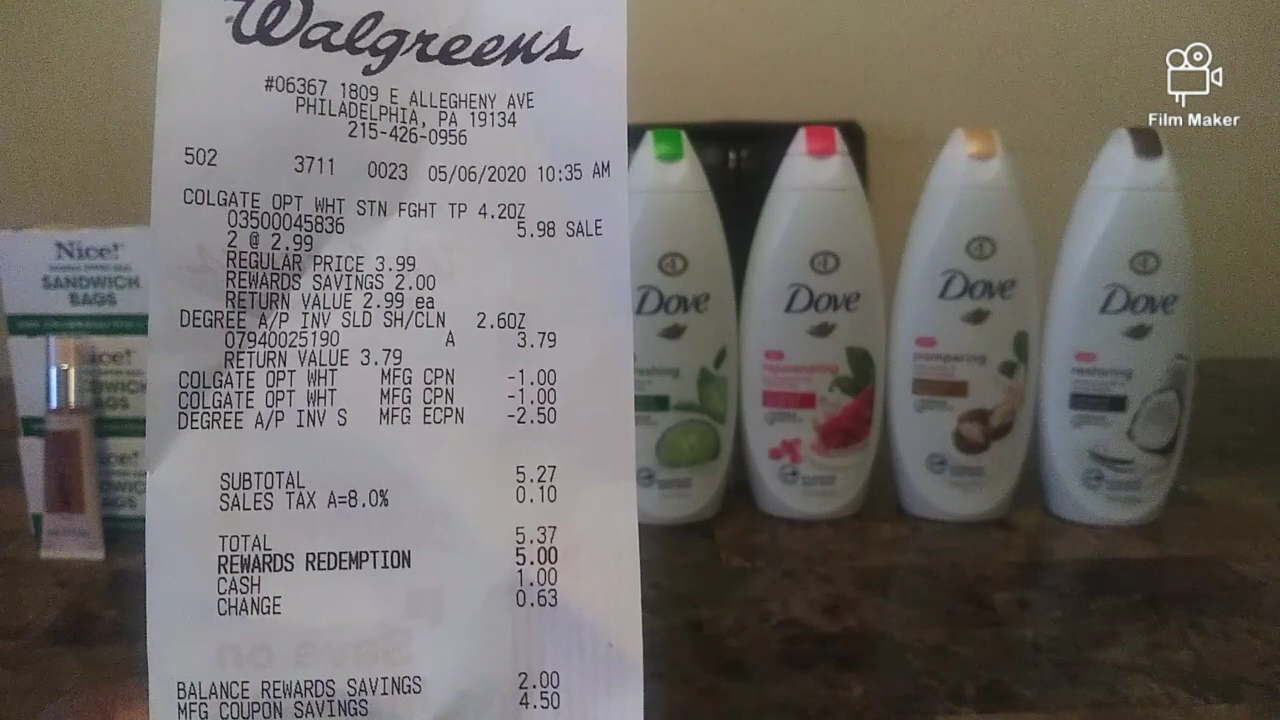 Walgreens
#06367 1809 E ALLEGHENY AVE
PHILADELPHIA, PA 19134
215-426-0956
502 3711 0023 05/06/2020 10:35 AM
COLGATE OPT WHT STN FGHT TP 4.2OZ
03500045836 5.98 SALE
2 @ 2.99
REGULAR PRICE 3.99
REWARDS SAVINGS 2.00
RETURN VALUE 2.99 ea
DEGREE A/P INV SLD SH/CLN 2.6OZ
07940025190 A 3.79
RETURN VALUE 3.79
COLGATE OPT WHT MFG CPN -1.00
COLGATE OPT WHT MFG CPN -1.00
DEGREE A/P INV S MFG ECPN -2.50
SUBTOTAL 5.27
SALES TAX A=8.0% 0.10
TOTAL 5.37
REWARDS REDEMPTION 5.00
CASH 1.00
CHANGE 0.63
BALANCE REWARDS SAVINGS 2.00
MFG COUPON SAVINGS 4.50
Nice!
SANDWICH
BAGS
Dove
Dove
rejuvenating
Dove
pampering
Dove
restoring
Film Maker